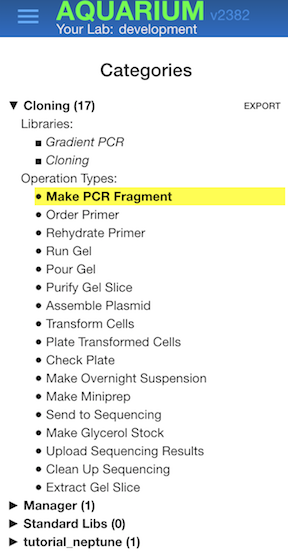 AQUARIUM v2382
Your Lab: development
Categories
▼ Cloning (17) EXPORT
Libraries:
■ Gradient PCR
■ Cloning
Operation Types:
● Make PCR Fragment
● Order Primer
● Rehydrate Primer
● Run Gel
● Pour Gel
● Purify Gel Slice
● Assemble Plasmid
● Transform Cells
● Plate Transformed Cells
● Check Plate
● Make Overnight Suspension
● Make Miniprep
● Send to Sequencing
● Make Glycerol Stock
● Upload Sequencing Results
● Clean Up Sequencing
● Extract Gel Slice
▶ Manager (1)
▶ Standard Libs (0)
▶ tutorial_neptune (1)